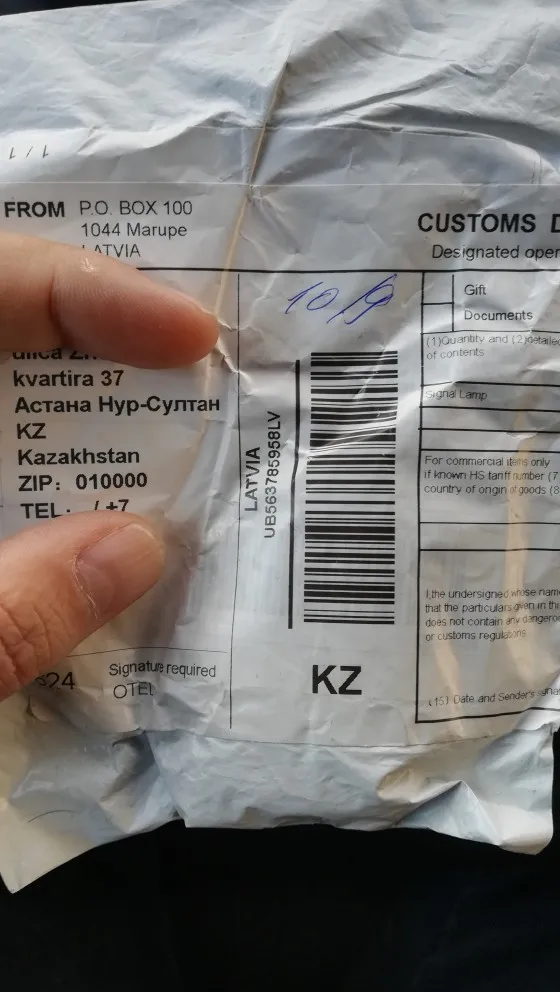 1/1
FROM P.O. BOX 100
1044 Marupe
LATVIA
kvartira 37
Астана Нур-Султан
KZ
Kazakhstan
ZIP: 010000
TEL: / +7
Signature required
OTEL
10/9
LATVIA
UB563785958LV
KZ
CUSTOMS
Designated
Gift
Documents
(1)Quantity and (2)detailed
of contents
Signal Lamp
For commercial items only
If known HS tariff number (7
country of origin of goods (8
I,the undersigned whose name
that the particulars given in the
does not contain any dangerous
or customs regulations
(15) Date and Sender's